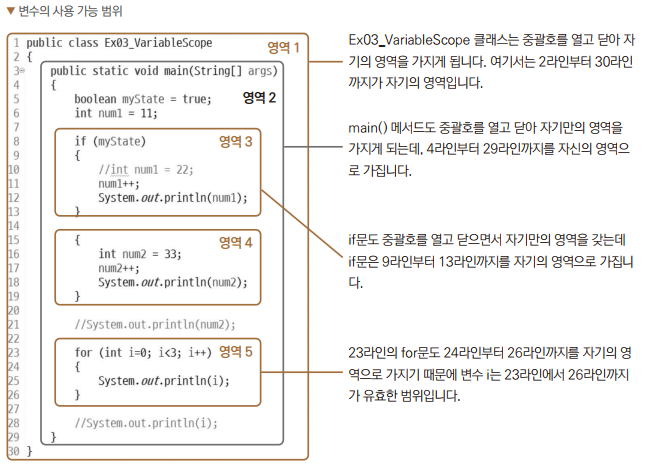 ▼ 변수의 사용 가능 범위
1 public class Ex03_VariableScope
영역 1
2 {
3 public static void main(String[] args)
4 {
영역 2
5 boolean myState = true;
6 int num1 = 11;
7
8 if (myState)
영역 3
9 {
10 //int num1 = 22;
11 num1++;
12 System.out.println(num1);
13 }
14
15 {
영역 4
16 int num2 = 33;
17 num2++;
18 System.out.println(num2);
19 }
20
21 //System.out.println(num2);
22
23 for (int i=0; i<3; i++)
영역 5
24 {
25 System.out.println(i);
26 }
27
28 //System.out.println(i);
29 }
30 }
Ex03_VariableScope 클래스는 중괄호를 열고 닫아 자
기의 영역을 가지게 됩니다. 여기서는 2라인부터 30라인
까지가 자기의 영역입니다.
main() 메서드도 중괄호를 열고 닫아 자기만의 영역을
가지게 되는데, 4라인부터 29라인까지를 자신의 영역으
로 가집니다.
if문도 중괄호를 열고 닫으면서 자기만의 영역을 갖는데
if문은 9라인부터 13라인까지를 자기의 영역으로 가집니
다.
23라인의 for문도 24라인부터 26라인까지를 자기의 영
역으로 가지기 때문에 변수 i는 23라인에서 26라인까지
가 유효한 범위입니다.